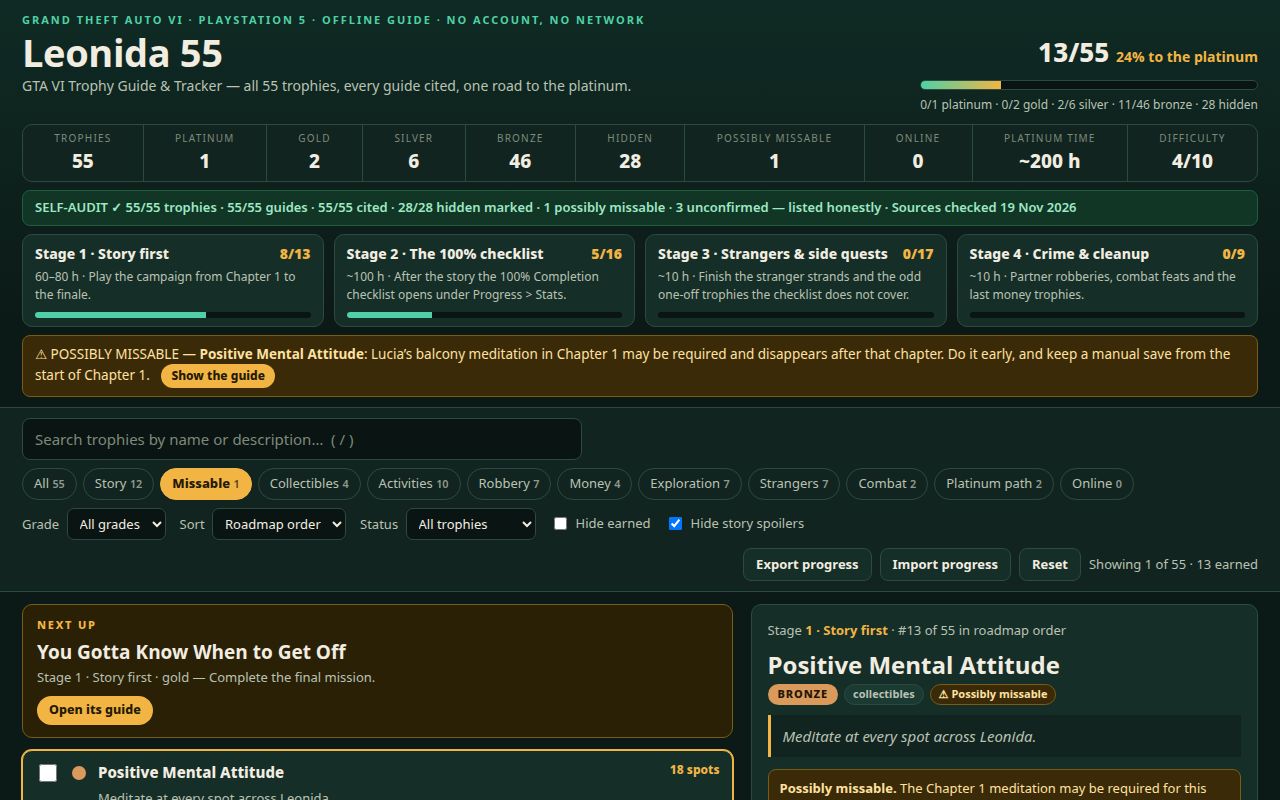 GRAND THEFT AUTO VI · PLAYSTATION 5 · OFFLINE GUIDE · NO ACCOUNT, NO NETWORK
Leonida 55
GTA VI Trophy Guide & Tracker — all 55 trophies, every guide cited, one road to the platinum.
13/55 24% to the platinum
0/1 platinum · 0/2 gold · 2/6 silver · 11/46 bronze · 28 hidden
TROPHIES PLATINUM GOLD SILVER BRONZE HIDDEN POSSIBLY MISSABLE ONLINE PLATINUM TIME DIFFICULTY
55 1 2 6 46 28 1 0 ~200 h 4/10
SELF-AUDIT ✓ 55/55 trophies · 55/55 guides · 55/55 cited · 28/28 hidden marked · 1 possibly missable · 3 unconfirmed — listed honestly · Sources checked 19 Nov 2026
Stage 1 · Story first 8/13
60–80 h · Play the campaign from Chapter 1 to
the finale.
Stage 2 · The 100% checklist 5/16
~100 h · After the story the 100% Completion
checklist opens under Progress > Stats.
Stage 3 · Strangers & side quests 0/17
~10 h · Finish the stranger strands and the odd
one-off trophies the checklist does not cover.
Stage 4 · Crime & cleanup 0/9
~10 h · Partner robberies, combat feats and the
last money trophies.
⚠ POSSIBLY MISSABLE — Positive Mental Attitude: Lucia’s balcony meditation in Chapter 1 may be required and disappears after that chapter. Do it early, and keep a manual save from the
start of Chapter 1. Show the guide
Search trophies by name or description… ( / )
All 55 Story 12 Missable 1 Collectibles 4 Activities 10 Robbery 7 Money 4 Exploration 7 Strangers 7 Combat 2 Platinum path 2 Online 0
Grade All grades Sort Roadmap order Status All trophies Hide earned Hide story spoilers
Export progress Import progress Reset Showing 1 of 55 · 13 earned
NEXT UP
You Gotta Know When to Get Off
Stage 1 · Story first · gold — Complete the final mission.
Open its guide
Positive Mental Attitude 18 spots
Meditate at every spot across Leonida.
Stage 1 · Story first · #13 of 55 in roadmap order
Positive Mental Attitude
BRONZE collectibles ⚠ Possibly missable
Meditate at every spot across Leonida.
Possibly missable. The Chapter 1 meditation may be required for this